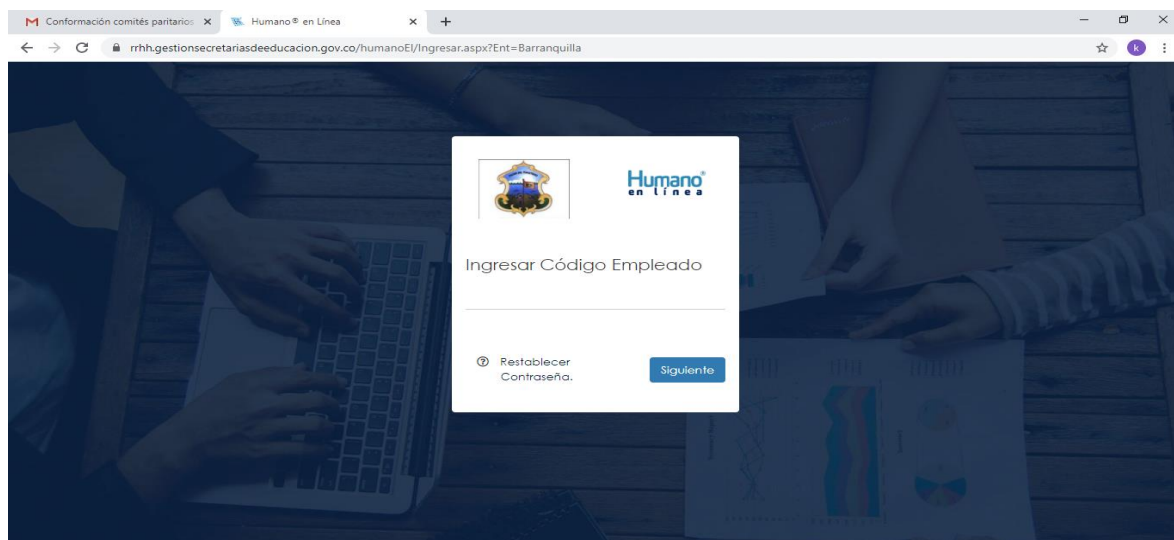 Conformación comités paritarios
Humano® en Línea
rrhh.gestionsecretariasdeeducacion.gov.co/humanoEl/Ingresar.aspx?Ent=Barranquilla
k
Humano®
en línea
Ingresar Código Empleado
Restablecer
Contraseña.
Siguiente